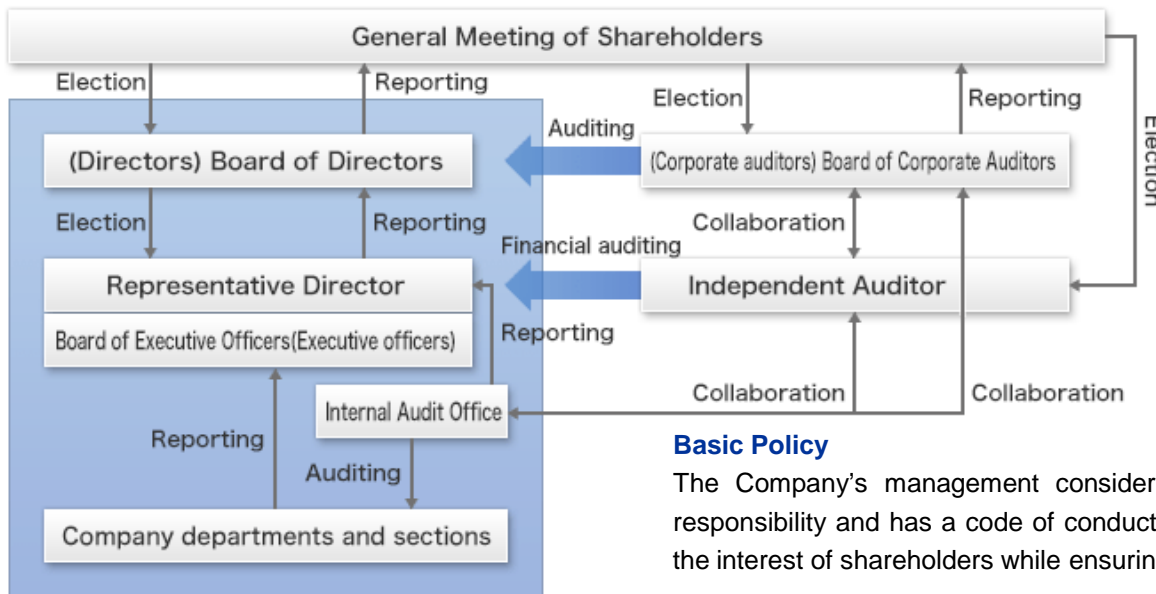 General Meeting of Shareholders
Election
Reporting
Election
Reporting
Election
Auditing
(Directors) Board of Directors
(Corporate auditors) Board of Corporate Auditors
Election
Reporting
Collaboration
Financial auditing
Representative Director
Independent Auditor
Board of Executive Officers(Executive officers)
Reporting
Internal Audit Office
Collaboration
Collaboration
Reporting
Auditing
Company departments and sections
Basic Policy
The Company's management consider
responsibility and has a code of conduct
the interest of shareholders while ensurin